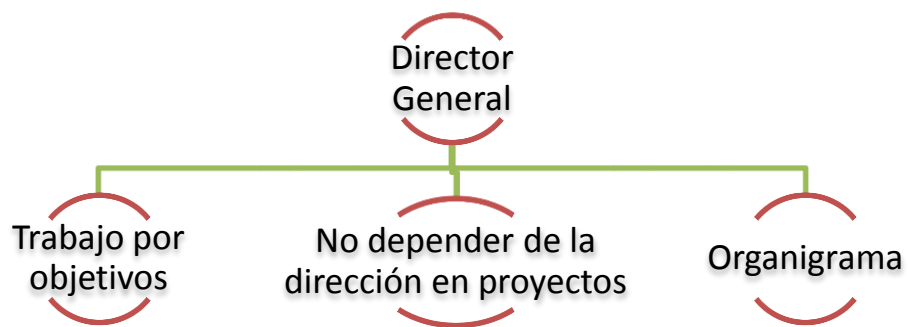 Director
General
Trabajo por
objetivos
No depender de la
dirección en proyectos
Organigrama